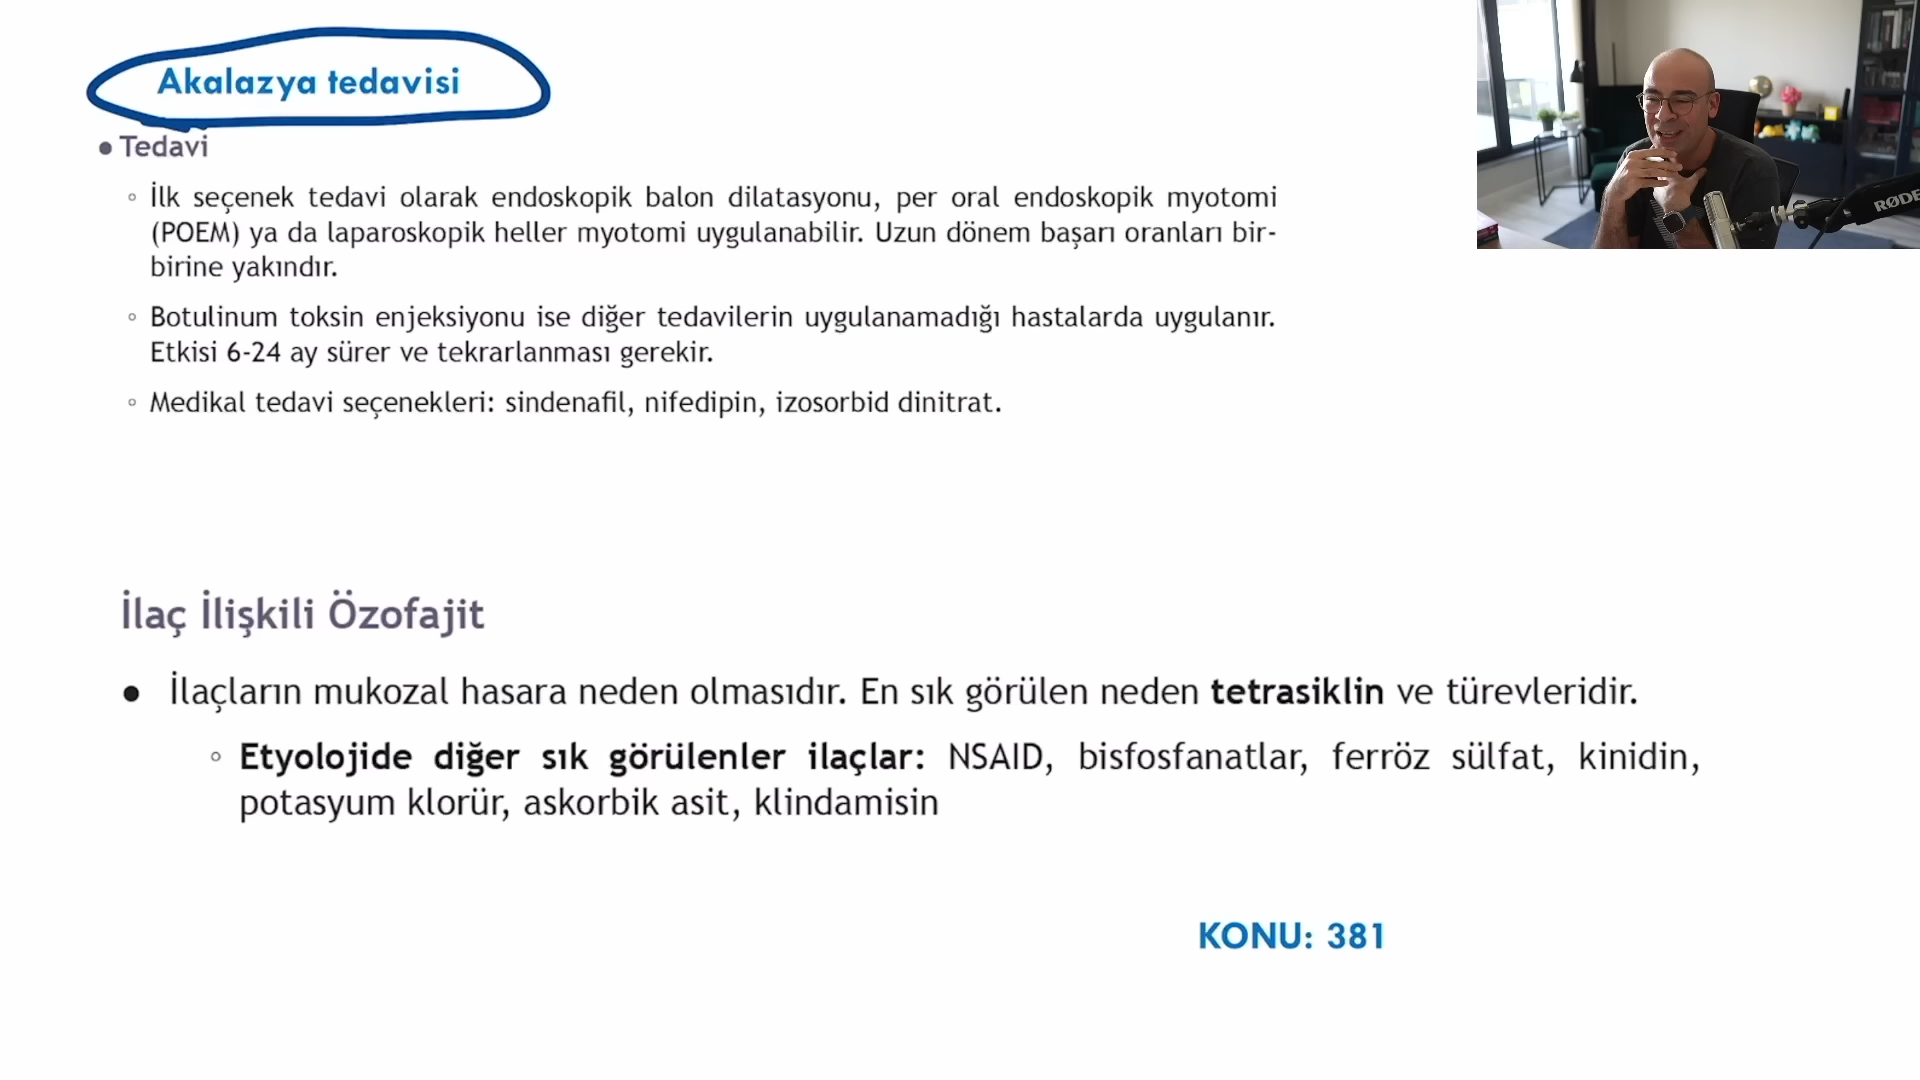 Akalazya tedavisi
● Tedavi
◦ İlk seçenek tedavi olarak endoskopik balon dilatasyonu, per oral endoskopik myotomi
(POEM) ya da laparoskopik heller myotomi uygulanabilir. Uzun dönem başarı oranları bir-
birine yakındır.
◦ Botulinum toksin enjeksiyonu ise diğer tedavilerin uygulanamadığı hastalarda uygulanır.
Etkisi 6-24 ay sürer ve tekrarlanması gerekir.
◦ Medikal tedavi seçenekleri: sindenafil, nifedipin, izosorbid dinitrat.
İlaç İlişkili Özofajit
● İlaçların mukozal hasara neden olmasıdır. En sık görülen neden tetrasiklin ve türevleridir.
◦ Etyolojide diğer sık görülenler ilaçlar: NSAID, bisfosfanatlar, ferröz sülfat, kinidin,
potasyum klorür, askorbik asit, klindamisin
KONU: 381
RØDE